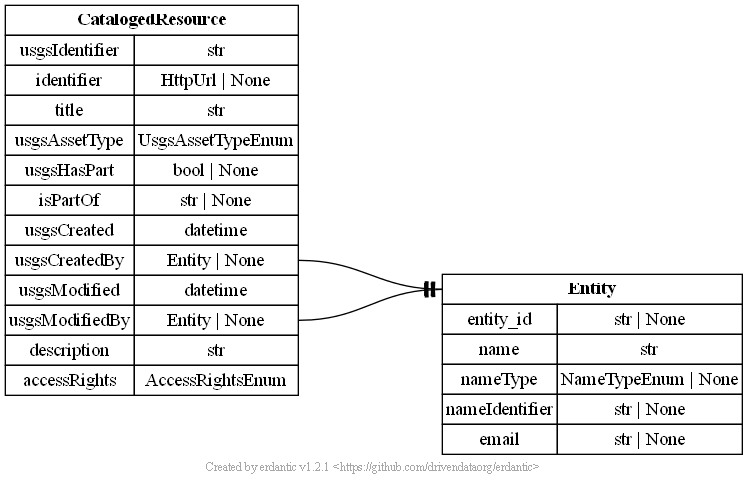 CatalogedResource
usgsIdentifier str
identifier HttpUrl | None
title str
usgsAssetType UsgsAssetTypeEnum
usgsHasPart bool | None
isPartOf str | None
usgsCreated datetime
usgsCreatedBy Entity | None
usgsModified datetime
usgsModifiedBy Entity | None
description str
accessRights AccessRightsEnum
Entity
entity_id str | None
name str
nameType NameTypeEnum | None
nameIdentifier str | None
email str | None
Created by erdantic v1.2.1 <https://github.com/drivendataorg/erdantic>